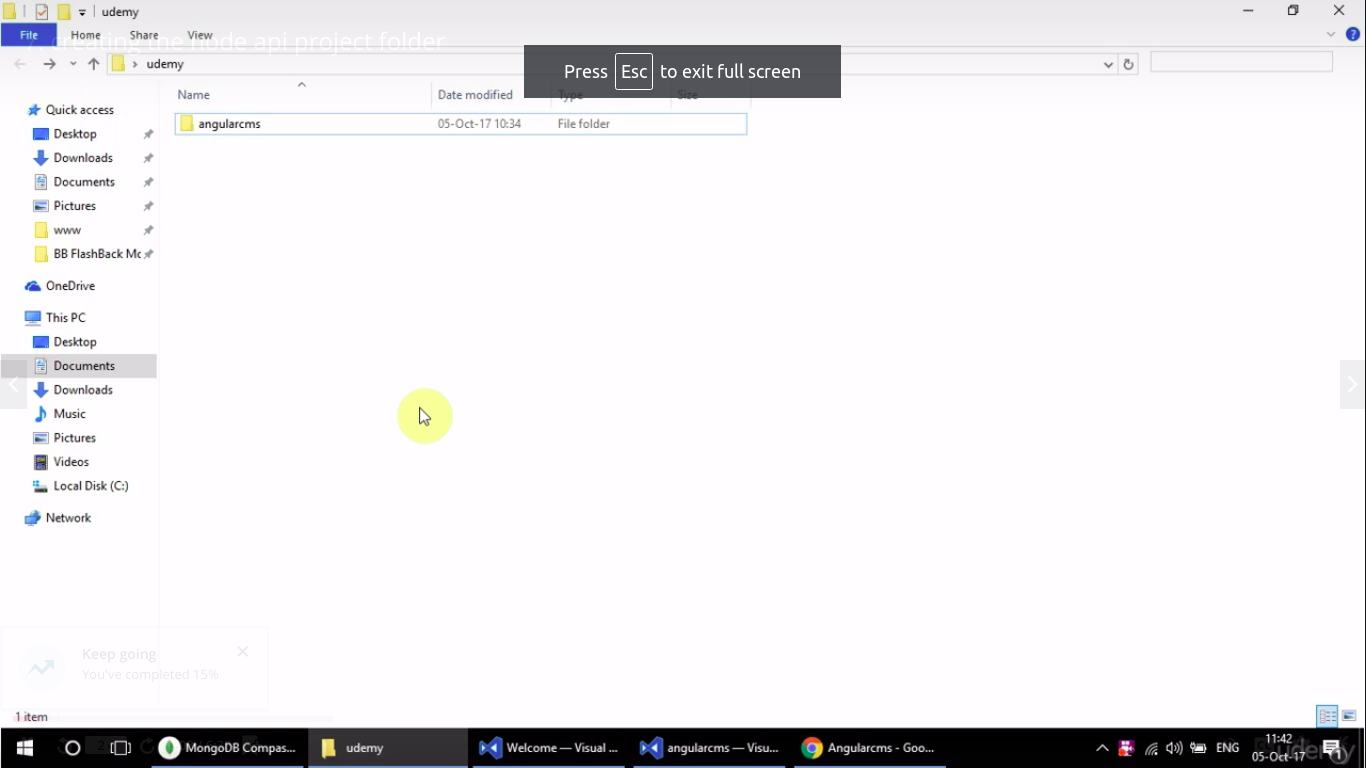 udemy
File Home Share View
7. creating the node api project folder
udemy
Press Esc to exit full screen
Name Date modified Type Size
angularcms 05-Oct-17 10:34 File folder
Quick access
Desktop
Downloads
Documents
Pictures
www
BB FlashBack Mc
OneDrive
This PC
Desktop
Documents
Downloads
Music
Pictures
Videos
Local Disk (C:)
Network
Keep going
You've completed 15%
1 item
MongoDB Compas... udemy Welcome — Visual ... angularcms — Visu... Angularcms - Goo... ENG 11:42
05-Oct-17
udemy